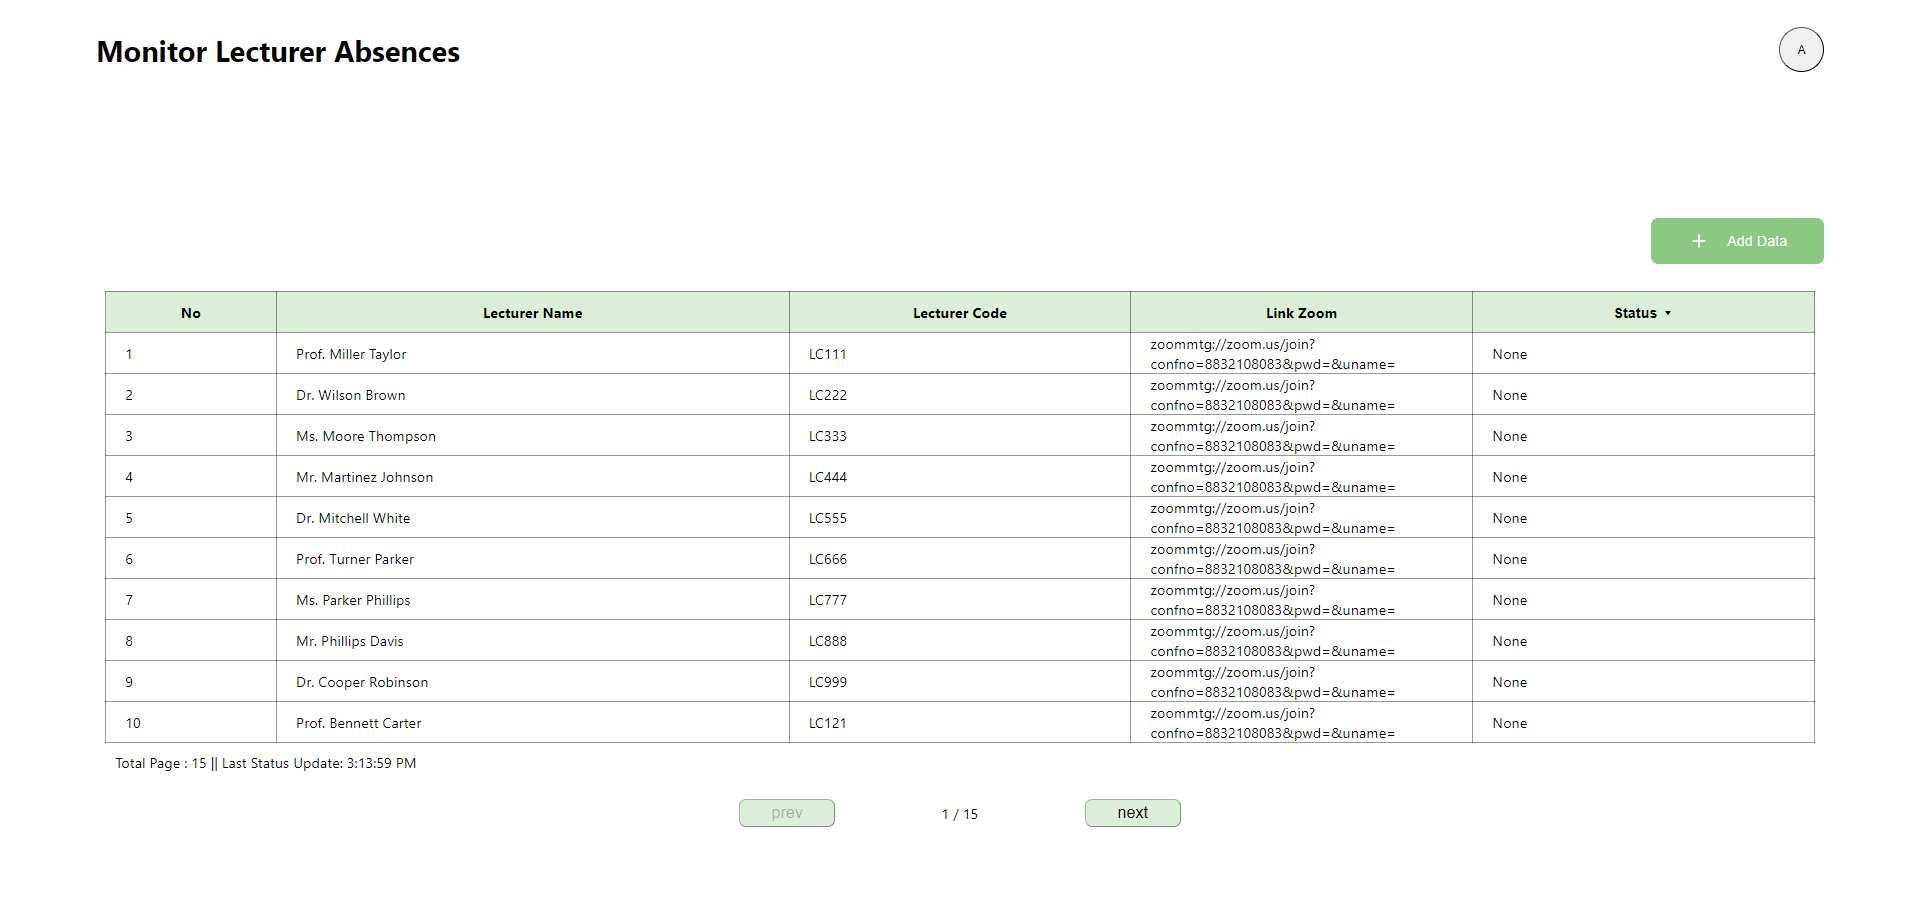 Monitor Lecturer Absences
A
+ Add Data
No Lecturer Name Lecturer Code Link Zoom Status ▼
1 Prof. Miller Taylor LC111 zoommtg://zoom.us/join?
confno=8832108083&pwd=&uname= None
2 Dr. Wilson Brown LC222 zoommtg://zoom.us/join?
confno=8832108083&pwd=&uname= None
3 Ms. Moore Thompson LC333 zoommtg://zoom.us/join?
confno=8832108083&pwd=&uname= None
4 Mr. Martinez Johnson LC444 zoommtg://zoom.us/join?
confno=8832108083&pwd=&uname= None
5 Dr. Mitchell White LC555 zoommtg://zoom.us/join?
confno=8832108083&pwd=&uname= None
6 Prof. Turner Parker LC666 zoommtg://zoom.us/join?
confno=8832108083&pwd=&uname= None
7 Ms. Parker Phillips LC777 zoommtg://zoom.us/join?
confno=8832108083&pwd=&uname= None
8 Mr. Phillips Davis LC888 zoommtg://zoom.us/join?
confno=8832108083&pwd=&uname= None
9 Dr. Cooper Robinson LC999 zoommtg://zoom.us/join?
confno=8832108083&pwd=&uname= None
10 Prof. Bennett Carter LC121 zoommtg://zoom.us/join?
confno=8832108083&pwd=&uname= None
Total Page : 15 || Last Status Update: 3:13:59 PM
prev 1 / 15 next